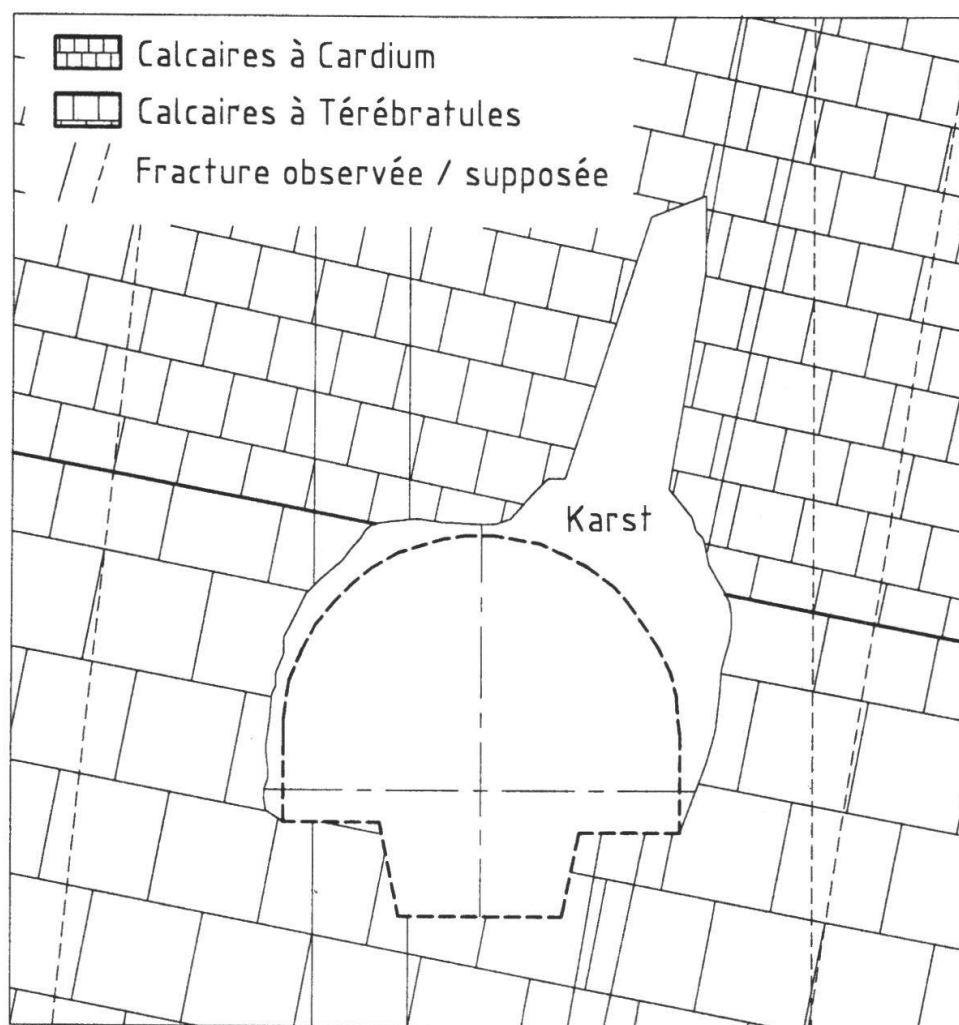 Calcaires à Cardium
Calcaires à Térébratules
Fracture observée / supposée
Karst